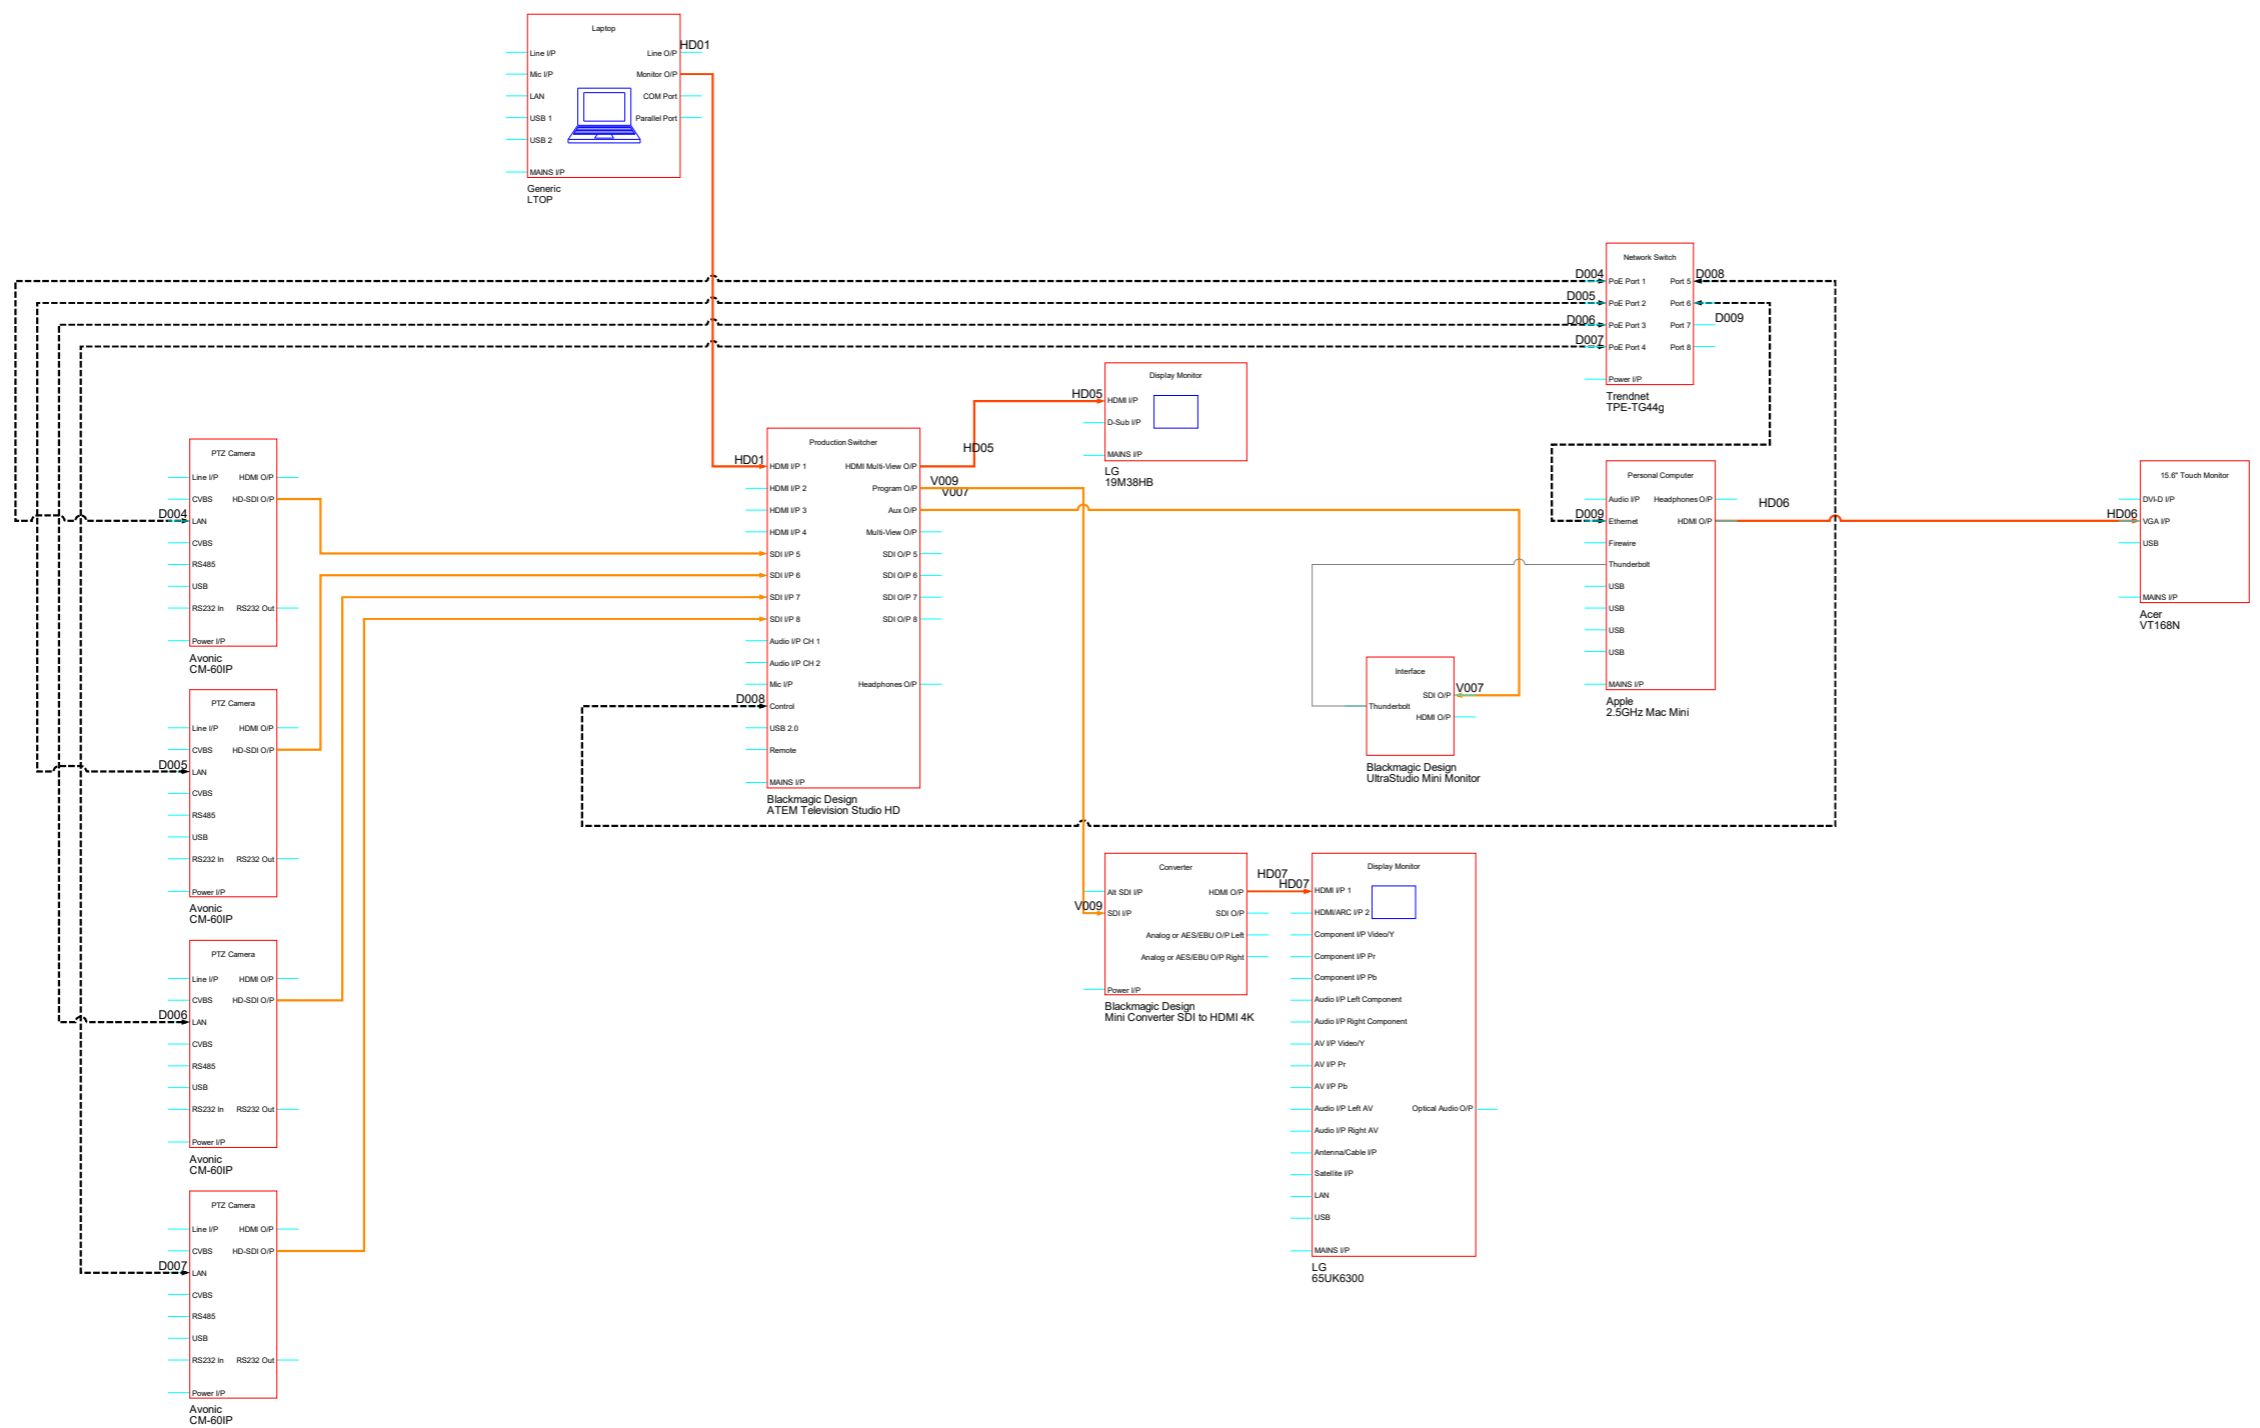 Laptop
HD01
Line I/P
Line O/P
Mic I/P
Monitor O/P
LAN
COM Port
USB 1
Parallel Port
USB 2
MAINS I/P
Generic
LTOP
Network Switch
D004
PoE Port 1
Port 5
D008
D005
PoE Port 2
Port 6
D006
PoE Port 3
Port 7
D009
D007
PoE Port 4
Port 8
Power I/P
Trendnet
TPE-TG44g
Display Monitor
HD05
HDMI I/P
D-Sub I/P
MAINS I/P
LG
19M38HB
Production Switcher
HD01
HDMI I/P 1
HDMI Multi-View O/P
HD05
HDMI I/P 2
Program O/P
V009
V007
HDMI I/P 3
Aux O/P
HDMI I/P 4
Multi-View O/P
SDI I/P 5
SDI O/P 5
SDI I/P 6
SDI O/P 6
SDI I/P 7
SDI O/P 7
SDI I/P 8
SDI O/P 8
Audio I/P CH 1
Audio I/P CH 2
Mic I/P
Headphones O/P
D008
Control
USB 2.0
Remote
MAINS I/P
Blackmagic Design
ATEM Television Studio HD
PTZ Camera
Line I/P
HDMI O/P
CVBS
HD-SDI O/P
D004
LAN
CVBS
RS485
USB
RS232 In
RS232 Out
Power I/P
Avonic
CM-60IP
PTZ Camera
Line I/P
HDMI O/P
CVBS
HD-SDI O/P
D005
LAN
CVBS
RS485
USB
RS232 In
RS232 Out
Power I/P
Avonic
CM-60IP
PTZ Camera
Line I/P
HDMI O/P
CVBS
HD-SDI O/P
D006
LAN
CVBS
RS485
USB
RS232 In
RS232 Out
Power I/P
Avonic
CM-60IP
PTZ Camera
Line I/P
HDMI O/P
CVBS
HD-SDI O/P
D007
LAN
CVBS
RS485
USB
RS232 In
RS232 Out
Power I/P
Avonic
CM-60IP
Personal Computer
Audio I/P
Headphones O/P
HD06
D009
Ethernet
HDMI O/P
Firewire
Thunderbolt
USB
USB
USB
USB
MAINS I/P
Apple
2.5GHz Mac Mini
15.6" Touch Monitor
DVI-D I/P
HD06
VGA I/P
USB
MAINS I/P
Acer
VT168N
Interface
SDI O/P
V007
Thunderbolt
HDMI O/P
Blackmagic Design
UltraStudio Mini Monitor
Converter
Alt SDI I/P
HDMI O/P
HD07
V009
SDI I/P
SDI O/P
Analog or AES/EBU O/P Left
Analog or AES/EBU O/P Right
Power I/P
Blackmagic Design
Mini Converter SDI to HDMI 4K
Display Monitor
HD07
HDMI I/P 1
HDMI/ARC I/P 2
Component I/P Video/Y
Component I/P Pr
Component I/P Pb
Audio I/P Left Component
Audio I/P Right Component
AV I/P Video/Y
AV I/P Pr
AV I/P Pb
Audio I/P Left AV
Optical Audio O/P
Audio I/P Right AV
Antenna/Cable I/P
Satellite I/P
LAN
USB
MAINS I/P
LG
65UK6300